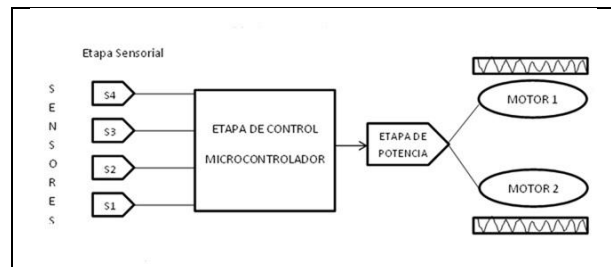 Etapa Sensorial
S
E
N
S
O
R
E
S
S4
S3
S2
S1
ETAPA DE CONTROL
MICROCONTROLADOR
ETAPA DE
POTENCIA
MOTOR 1
MOTOR 2